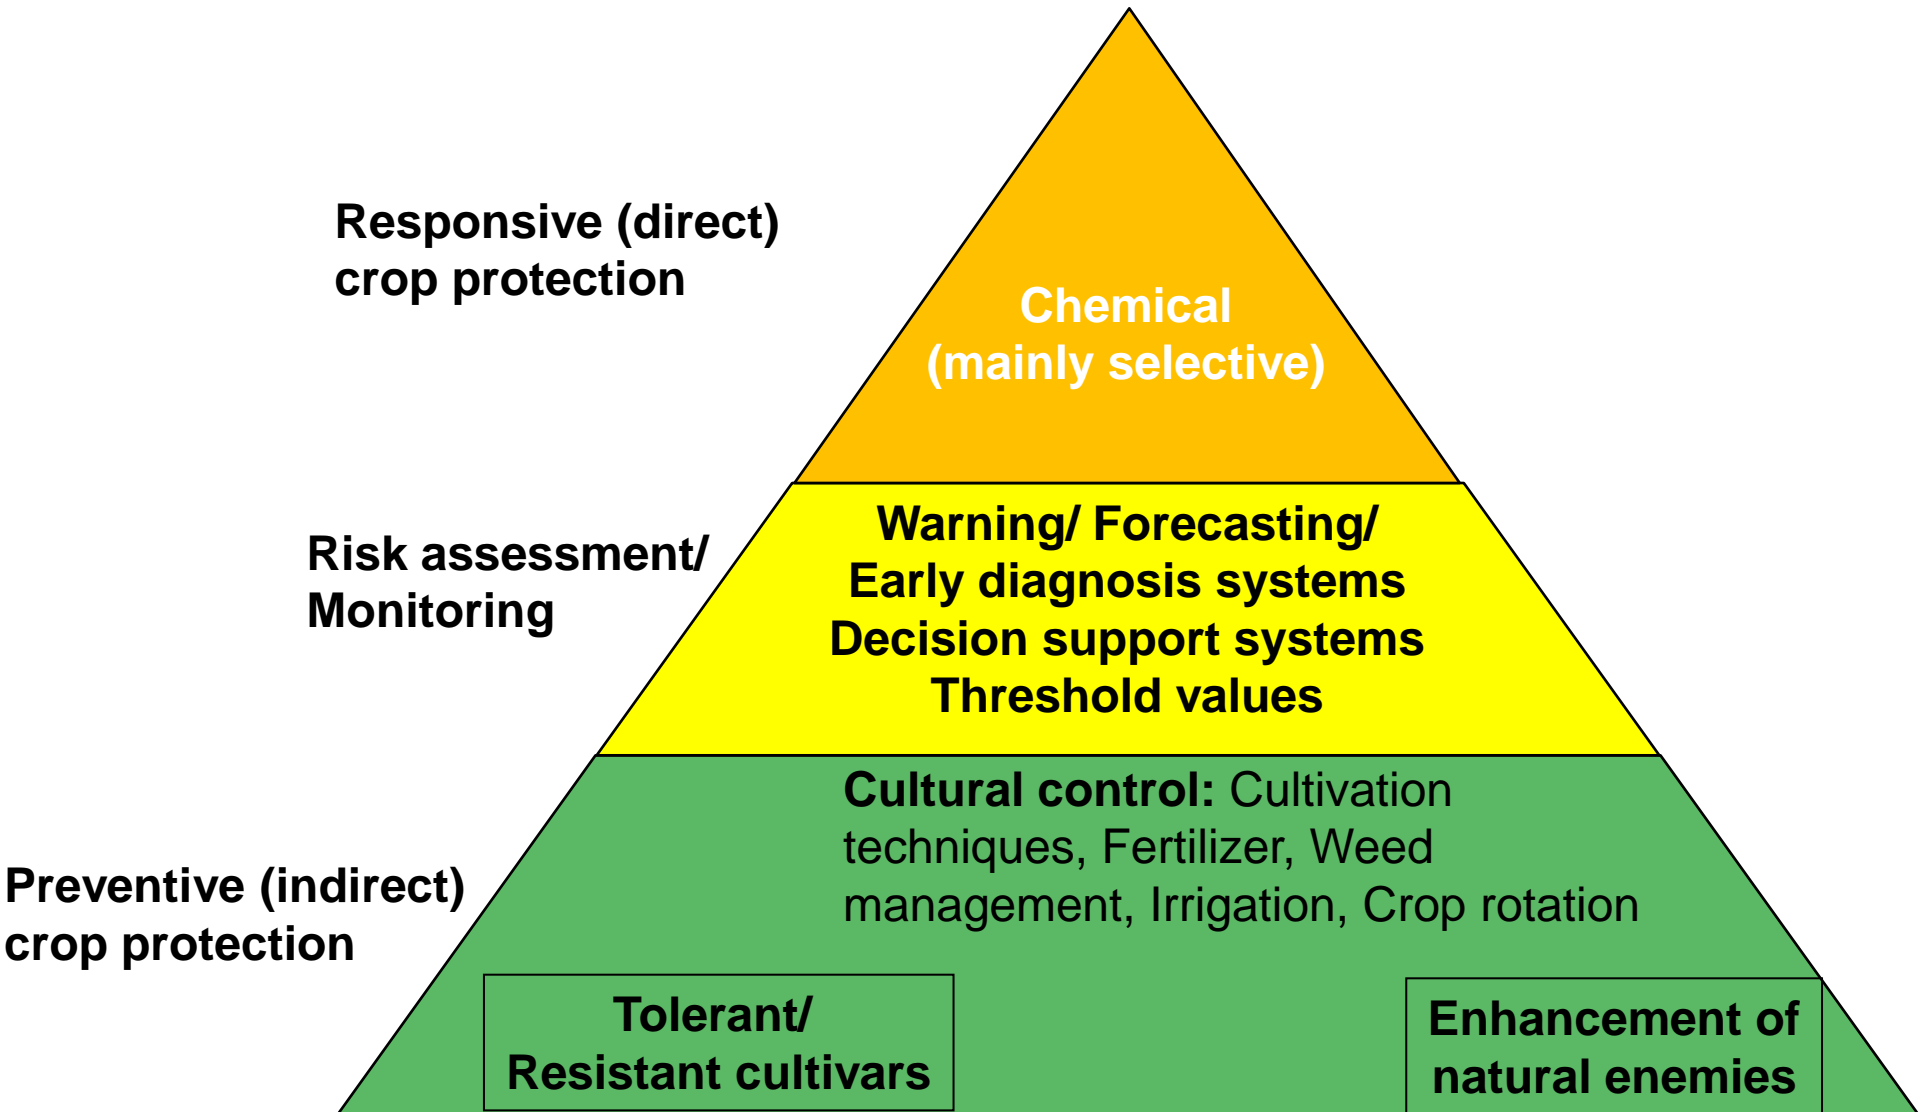 Responsive (direct)
crop protection
Chemical
(mainly selective)
Risk assessment/
Monitoring
Warning/ Forecasting/
Early diagnosis systems
Decision support systems
Threshold values
Preventive (indirect)
crop protection
Cultural control: Cultivation
techniques, Fertilizer, Weed
management, Irrigation, Crop rotation
Tolerant/
Resistant cultivars
Enhancement of
natural enemies